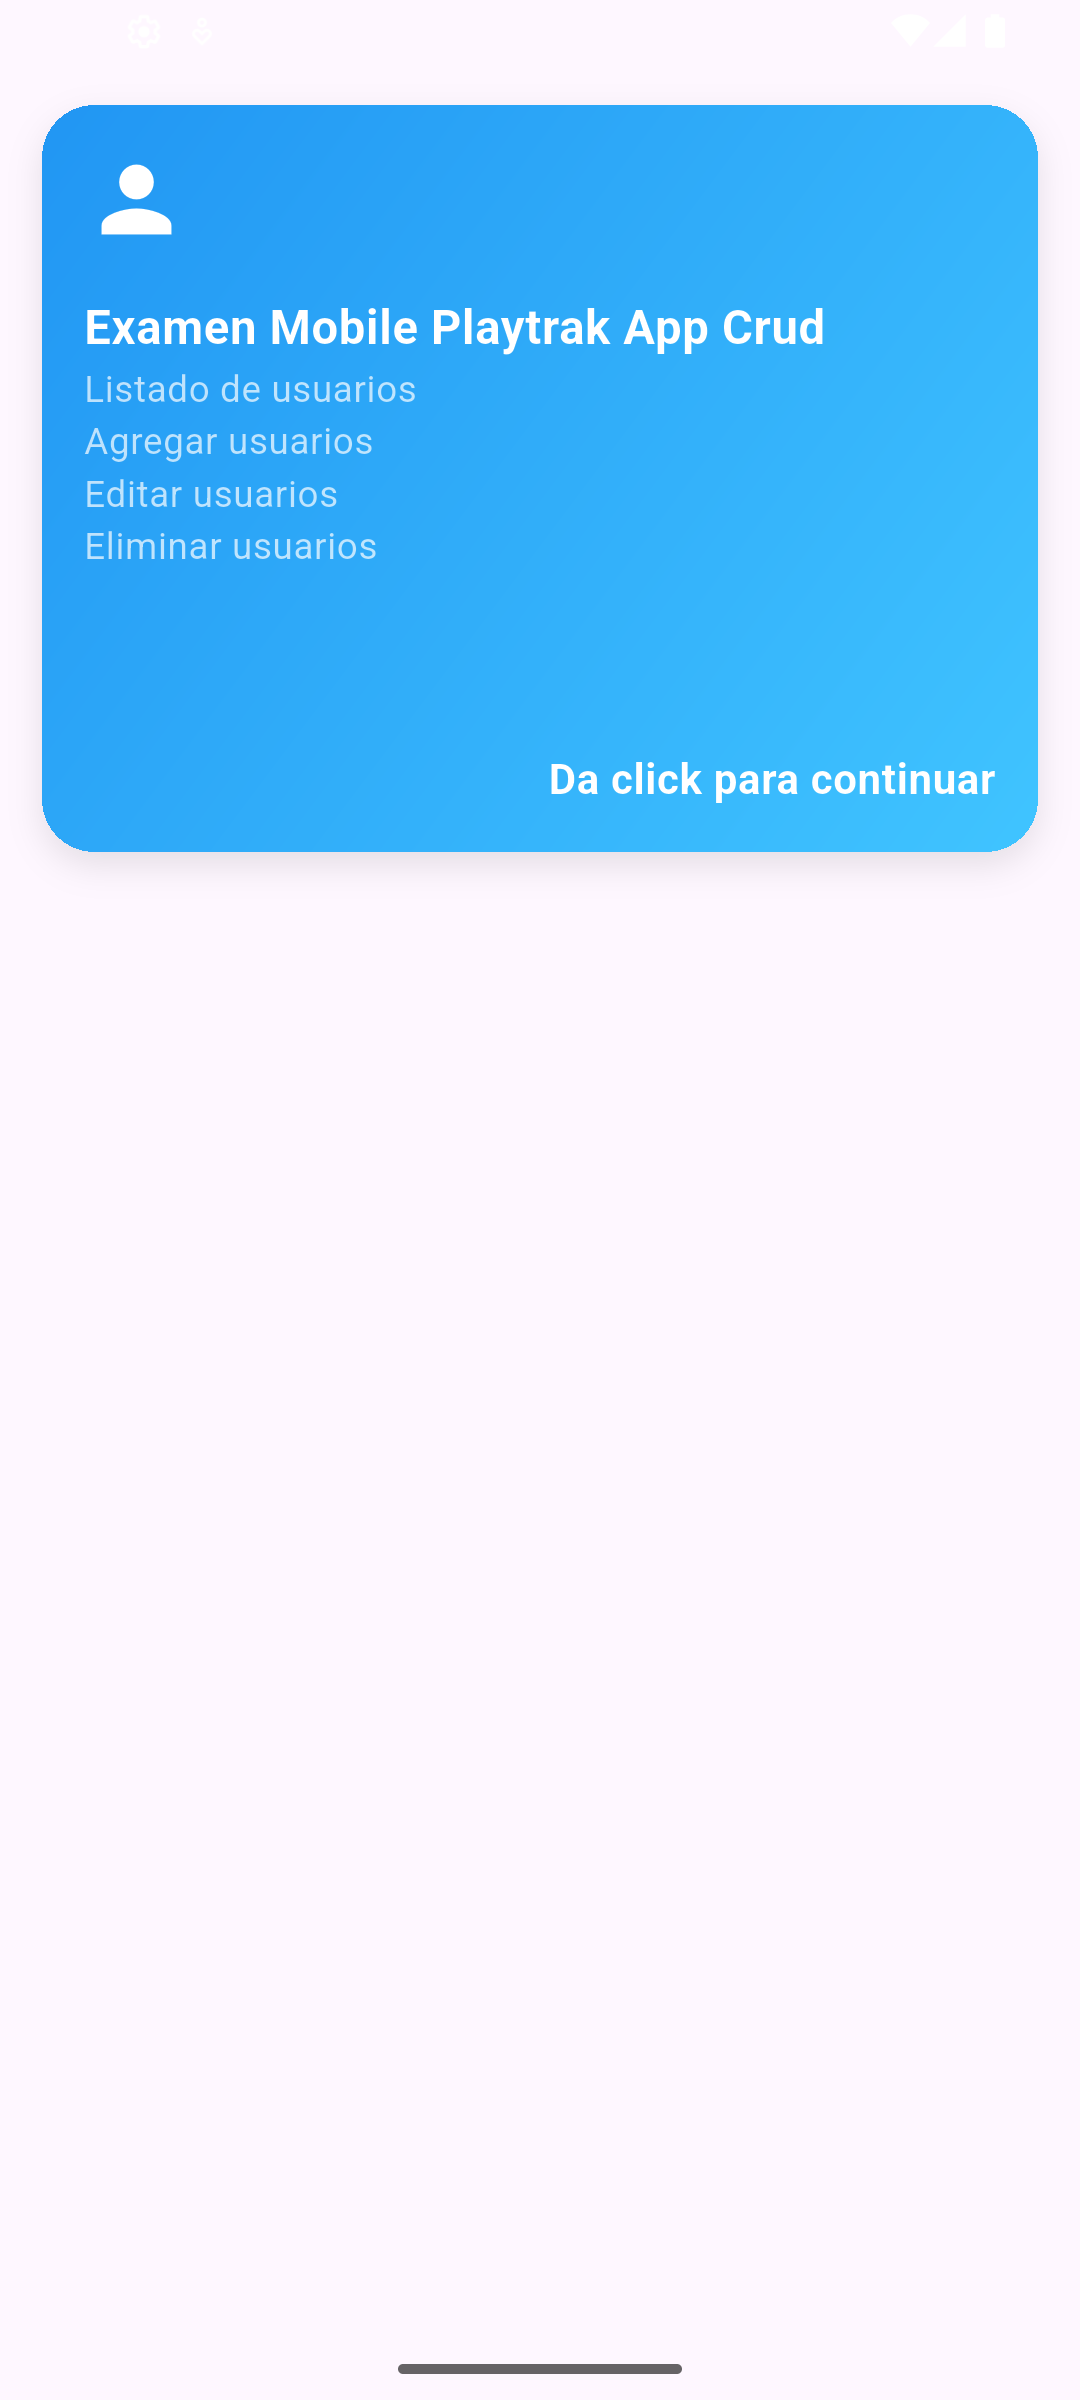 Examen Mobile Playtrak App Crud
Listado de usuarios
Agregar usuarios
Editar usuarios
Eliminar usuarios
Da click para continuar